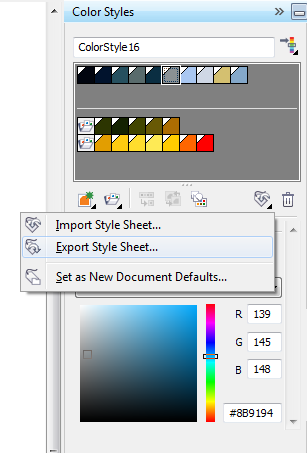 Color Styles
ColorStyle16
Import Style Sheet...
Export Style Sheet...
Set as New Document Defaults...
R 139
G 145
B 148
#8B9194